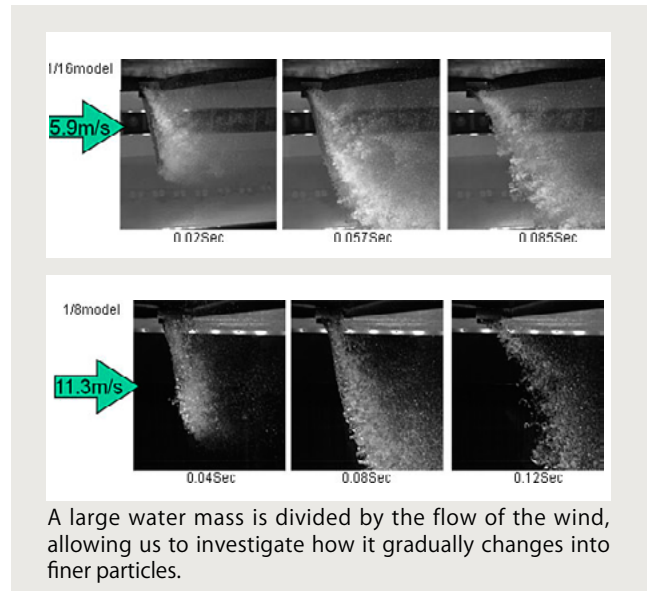 1/16model
5.9m/s
0.02Sec
0.057Sec
0.085Sec
1/8model
11.3m/s
0.04Sec
0.08Sec
0.12Sec
A large water mass is divided by the flow of the wind,
allowing us to investigate how it gradually changes into
finer particles.